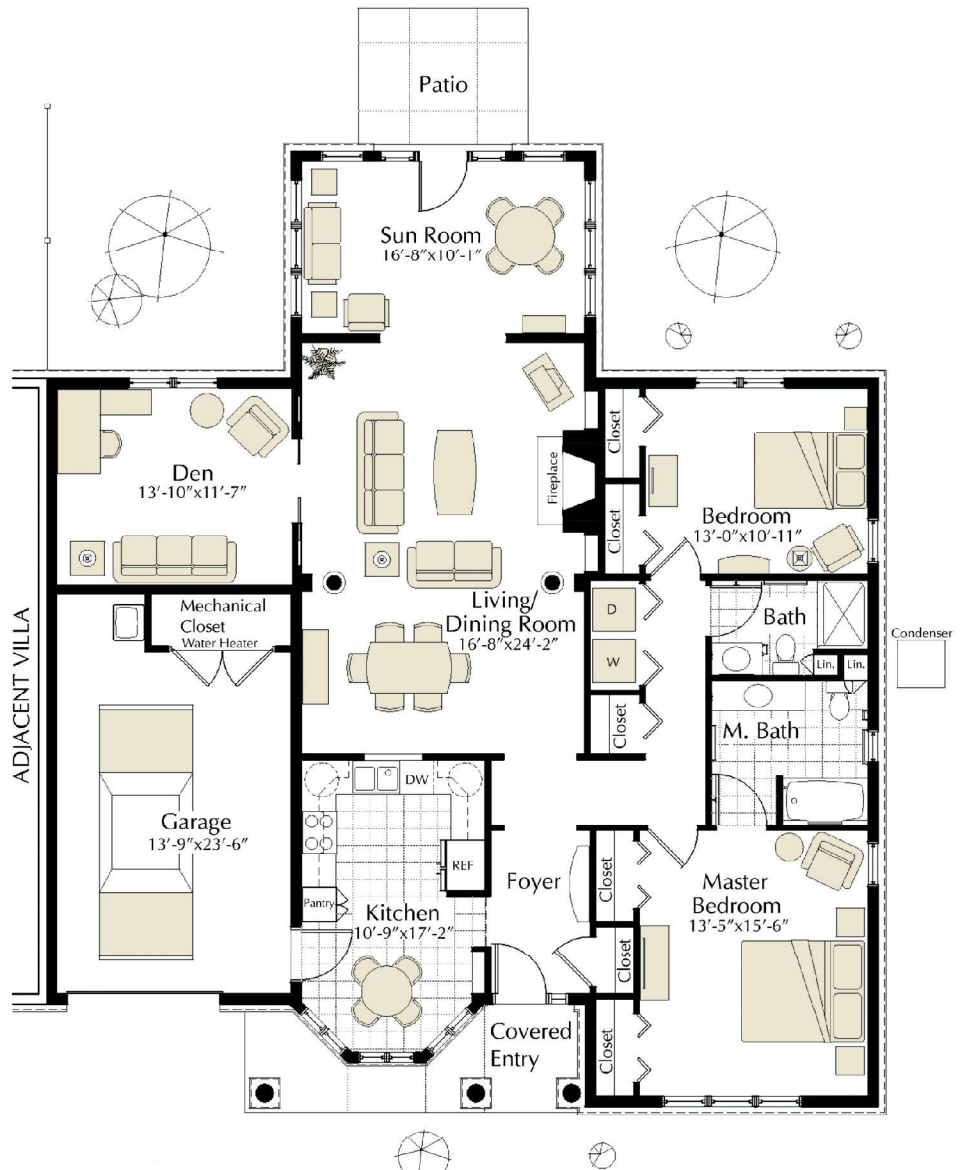 Patio
Sun Room
16′-8″x10′-1″
Den
13′-10″x11′-7″
Fireplace
Closet
Closet
Bedroom
13′-0″x10′-11″
Living/
Dining Room
16′-8″x24′-2″
Mechanical
Closet
Water Heater
D
W
Closet
Bath
Lin.
Lin.
Condenser
M. Bath
ADJACENT VILLA
Garage
13′-9″x23′-6″
DW
REF
Pantry
Kitchen
10′-9″x17′-2″
Foyer
Closet
Closet
Closet
Master
Bedroom
13′-5″x15′-6″
Covered
Entry